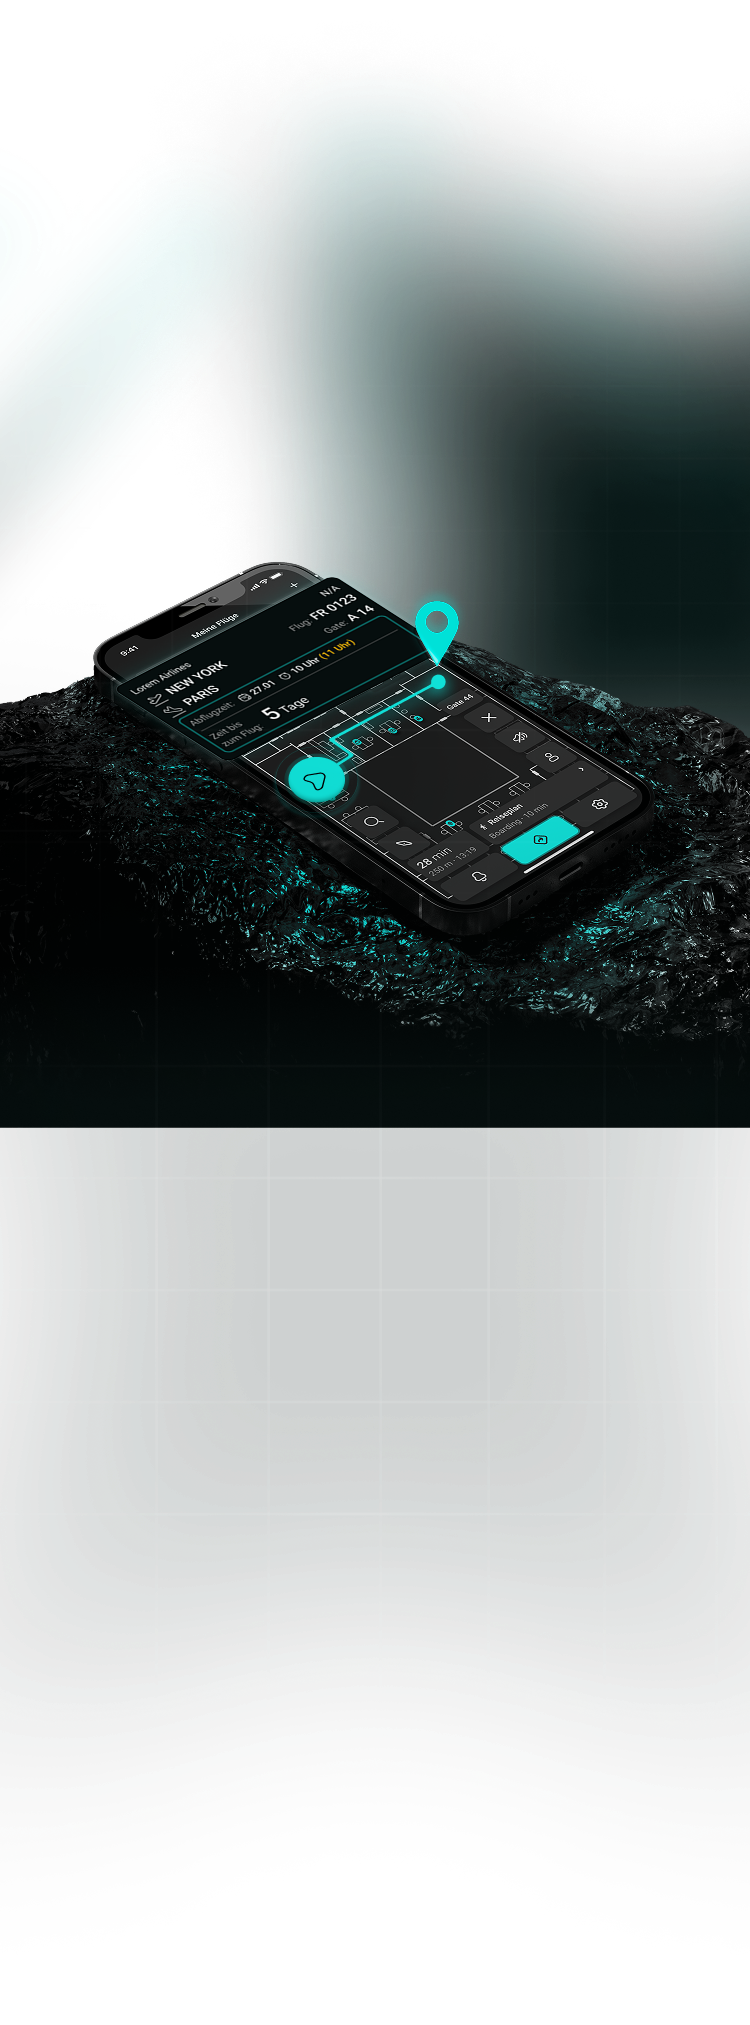 9:41
Meine Flüge
+
Lorem Airlines
N/A
NEW YORK
Flug: FR 0123
PARIS
Gate: A 14
Abflugzeit: 27.01 10 Uhr (11 Uhr)
Zeit bis
zum Flug:
5 Tage
Gate 44
28 min
250 m · 13:19
Reiseplan
Boarding: 10 min